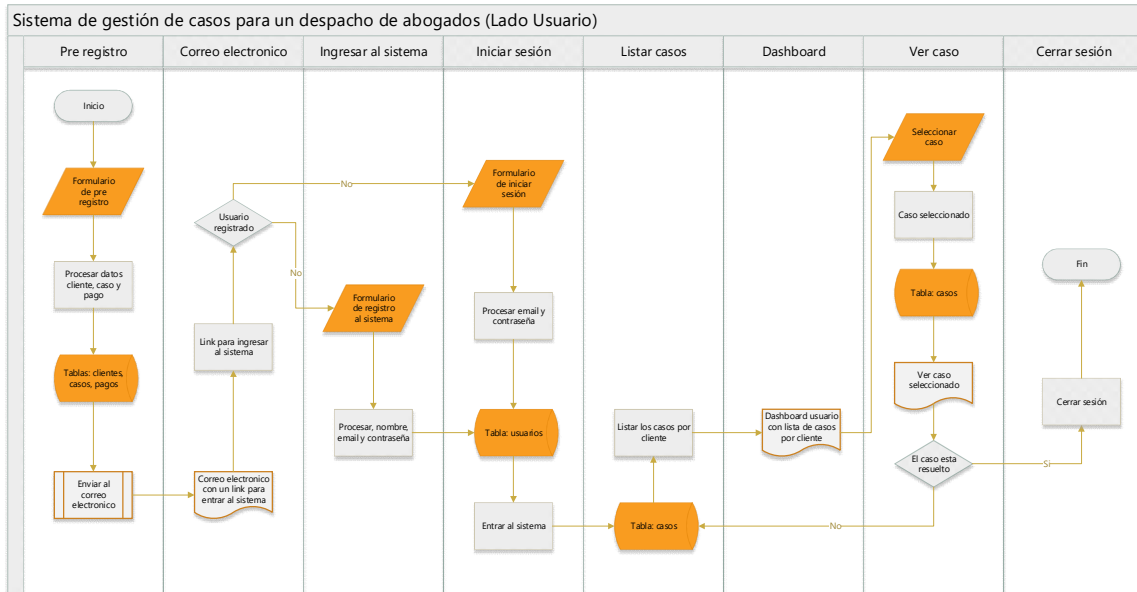 Sistema de gestión de casos para un despacho de abogados (Lado Usuario)
Pre registro
Correo electronico
Ingresar al sistema
Iniciar sesión
Listar casos
Dashboard
Ver caso
Cerrar sesión
Inicio
Formulario
de pre
registro
Procesar datos
cliente, caso y
pago
Tablas: clientes,
casos, pagos
Enviar al
correo
electronico
Usuario
registrado
No
No
Link para ingresar
al sistema
Correo electronico
con un link para
entrar al sistema
Formulario
de registro
al sistema
Procesar, nombre,
email y contraseña
Formulario
de iniciar
sesión
Procesar email y
contraseña
Tabla: usuarios
Entrar al sistema
Listar los casos por
cliente
Tabla: casos
Dashboard usuario
con lista de casos
por cliente
Seleccionar
caso
Caso seleccionado
Tabla: casos
Ver caso
seleccionado
El caso esta
resuelto
Si
No
Fin
Cerrar sesión